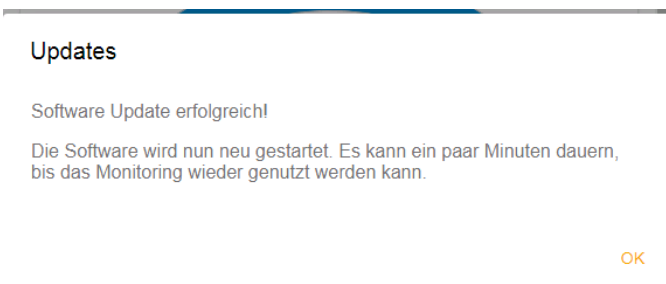 Updates
Software Update erfolgreich!
Die Software wird nun neu gestartet. Es kann ein paar Minuten dauern,
bis das Monitoring wieder genutzt werden kann.
OK